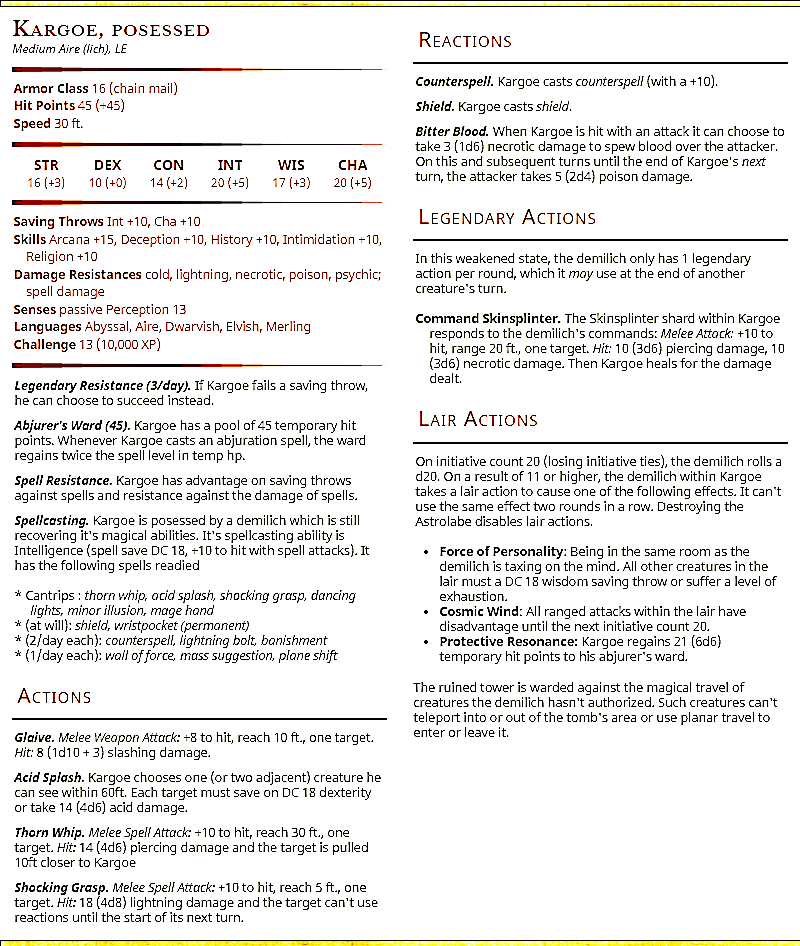 Kargoe, posessed
Medium Aire (lich), LE
Armor Class 16 (chain mail)
Hit Points 45 (+45)
Speed 30 ft.
STR DEX CON INT WIS CHA
16 (+3) 10 (+0) 14 (+2) 20 (+5) 17 (+3) 20 (+5)
Saving Throws Int +10, Cha +10
Skills Arcana +15, Deception +10, History +10, Intimidation +10,
Religion +10
Damage Resistances cold, lightning, necrotic, poison, psychic;
spell damage
Senses passive Perception 13
Languages Abyssal, Aire, Dwarvish, Elvish, Merling
Challenge 13 (10,000 XP)
Legendary Resistance (3/day). If Kargoe fails a saving throw,
he can choose to succeed instead.
Abjurer's Ward (45). Kargoe has a pool of 45 temporary hit
points. Whenever Kargoe casts an abjuration spell, the ward
regains twice the spell level in temp hp.
Spell Resistance. Kargoe has advantage on saving throws
against spells and resistance against the damage of spells.
Spellcasting. Kargoe is posessed by a demilich which is still
recovering it's magical abilities. It's spellcasting ability is
Intelligence (spell save DC 18, +10 to hit with spell attacks). It
has the following spells readied
* Cantrips : thorn whip, acid splash, shocking grasp, dancing
lights, minor illusion, mage hand
* (at will): shield, wristpocket (permanent)
* (2/day each): counterspell, lightning bolt, banishment
* (1/day each): wall of force, mass suggestion, plane shift
Actions
Glaive. Melee Weapon Attack: +8 to hit, reach 10 ft., one target.
Hit: 8 (1d10 + 3) slashing damage.
Acid Splash. Kargoe chooses one (or two adjacent) creature he
can see within 60ft. Each target must save on DC 18 dexterity
or take 14 (4d6) acid damage.
Thorn Whip. Melee Spell Attack: +10 to hit, reach 30 ft., one
target. Hit: 14 (4d6) piercing damage and the target is pulled
10ft closer to Kargoe
Shocking Grasp. Melee Spell Attack: +10 to hit, reach 5 ft., one
target. Hit: 18 (4d8) lightning damage and the target can't use
reactions until the start of its next turn.
Reactions
Counterspell. Kargoe casts counterspell (with a +10).
Shield. Kargoe casts shield.
Bitter Blood. When Kargoe is hit with an attack it can choose to
take 3 (1d6) necrotic damage to spew blood over the attacker.
On this and subsequent turns until the end of Kargoe's next
turn, the attacker takes 5 (2d4) poison damage.
Legendary Actions
In this weakened state, the demilich only has 1 legendary
action per round, which it may use at the end of another
creature's turn.
Command Skinsplinter. The Skinsplinter shard within Kargoe
responds to the demilich's commands: Melee Attack: +10 to
hit, range 20 ft., one target. Hit: 10 (3d6) piercing damage, 10
(3d6) necrotic damage. Then Kargoe heals for the damage
dealt.
Lair Actions
On initiative count 20 (losing initiative ties), the demilich rolls a
d20. On a result of 11 or higher, the demilich within Kargoe
takes a lair action to cause one of the following effects. It can't
use the same effect two rounds in a row. Destroying the
Astrolabe disables lair actions.
• Force of Personality: Being in the same room as the
demilich is taxing on the mind. All other creatures in the
lair must a DC 18 wisdom saving throw or suffer a level of
exhaustion.
• Cosmic Wind: All ranged attacks within the lair have
disadvantage until the next initiative count 20.
• Protective Resonance: Kargoe regains 21 (6d6)
temporary hit points to his abjurer's ward.
The ruined tower is warded against the magical travel of
creatures the demilich hasn't authorized. Such creatures can't
teleport into or out of the tomb's area or use planar travel to
enter or leave it.